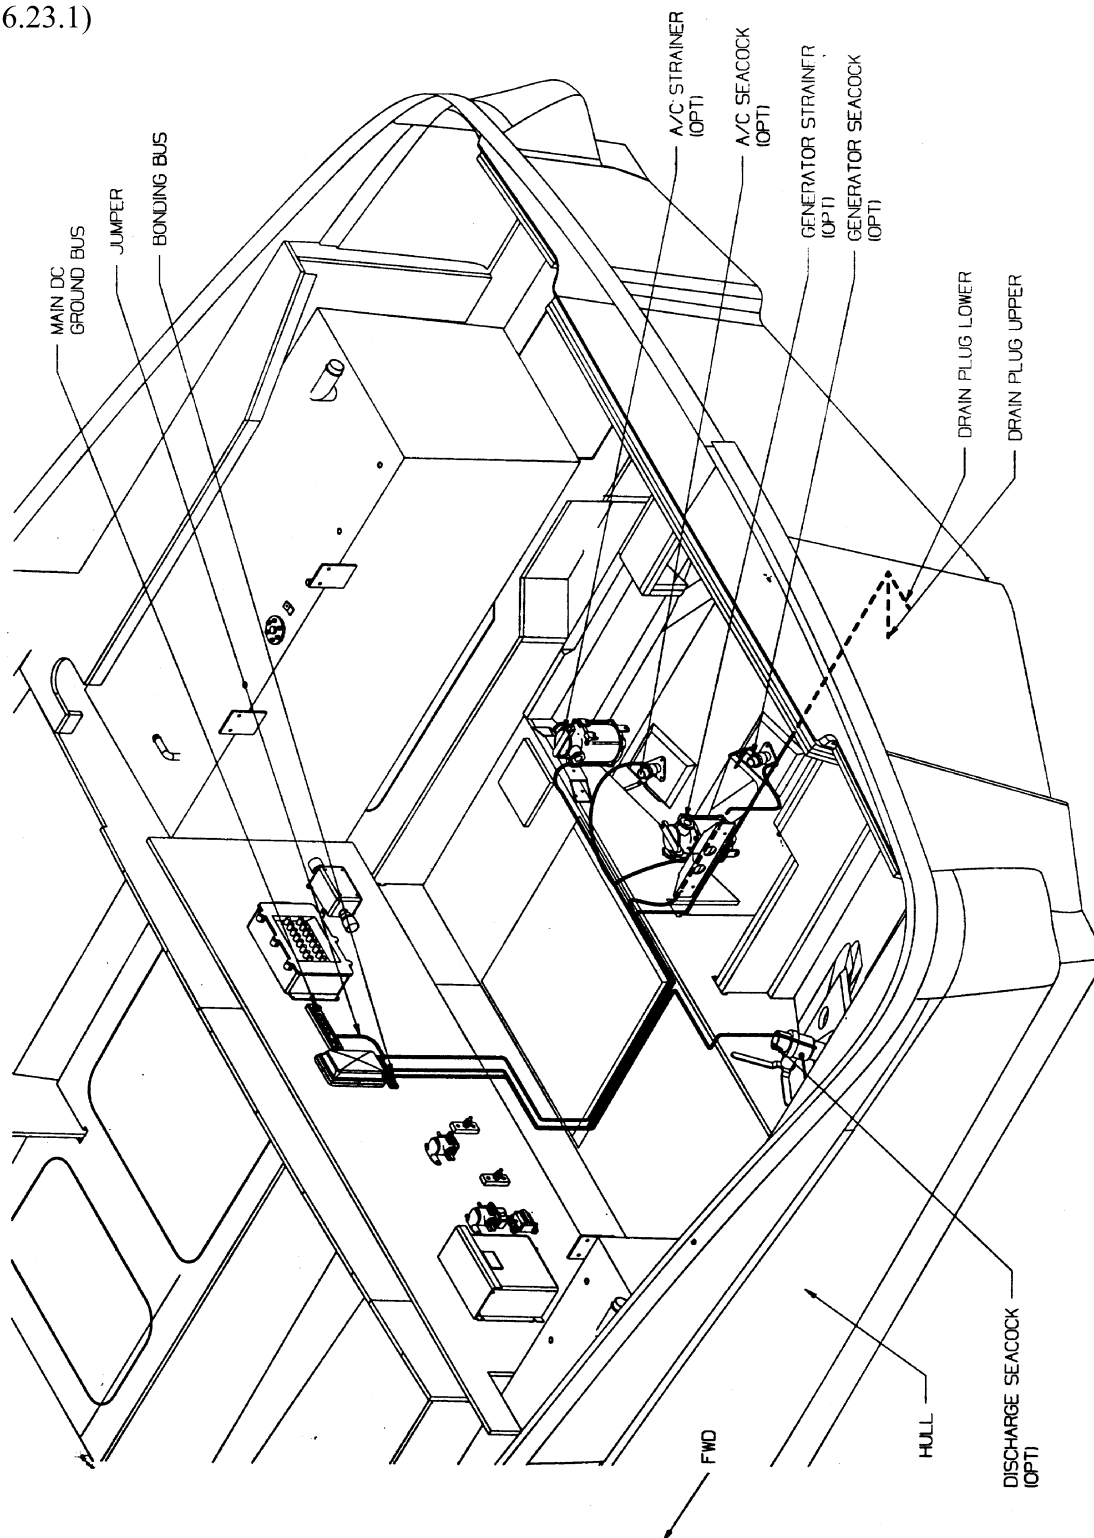 6.23.1)
MAIN DC
GROUND BUS
JUMPER
BONDING BUS
A/C STRAINER
(OPT)
A/C SEACOCK
(OPT)
GENERATOR STRAINER
(OPT)
GENERATOR SEACOCK
(OPT)
DRAIN PLUG LOWER
DRAIN PLUG UPPER
DISCHARGE SEACOCK
(OPT)
HULL
FWD